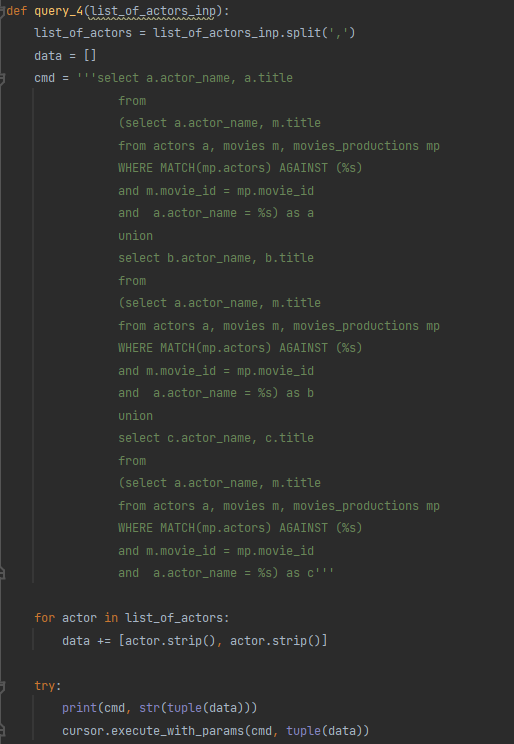 def query_4(list_of_actors_inp):
    list_of_actors = list_of_actors_inp.split(',')
    data = []
    cmd = '''select a.actor_name, a.title
                from
                (select a.actor_name, m.title
                from actors a, movies m, movies_productions mp
                WHERE MATCH(mp.actors) AGAINST (%s)
                and m.movie_id = mp.movie_id
                and  a.actor_name = %s) as a
                union
                select b.actor_name, b.title
                from
                (select a.actor_name, m.title
                from actors a, movies m, movies_productions mp
                WHERE MATCH(mp.actors) AGAINST (%s)
                and m.movie_id = mp.movie_id
                and  a.actor_name = %s) as b
                union
                select c.actor_name, c.title
                from
                (select a.actor_name, m.title
                from actors a, movies m, movies_productions mp
                WHERE MATCH(mp.actors) AGAINST (%s)
                and m.movie_id = mp.movie_id
                and  a.actor_name = %s) as c'''

    for actor in list_of_actors:
        data += [actor.strip(), actor.strip()]

    try:
        print(cmd, str(tuple(data)))
        cursor.execute_with_params(cmd, tuple(data))